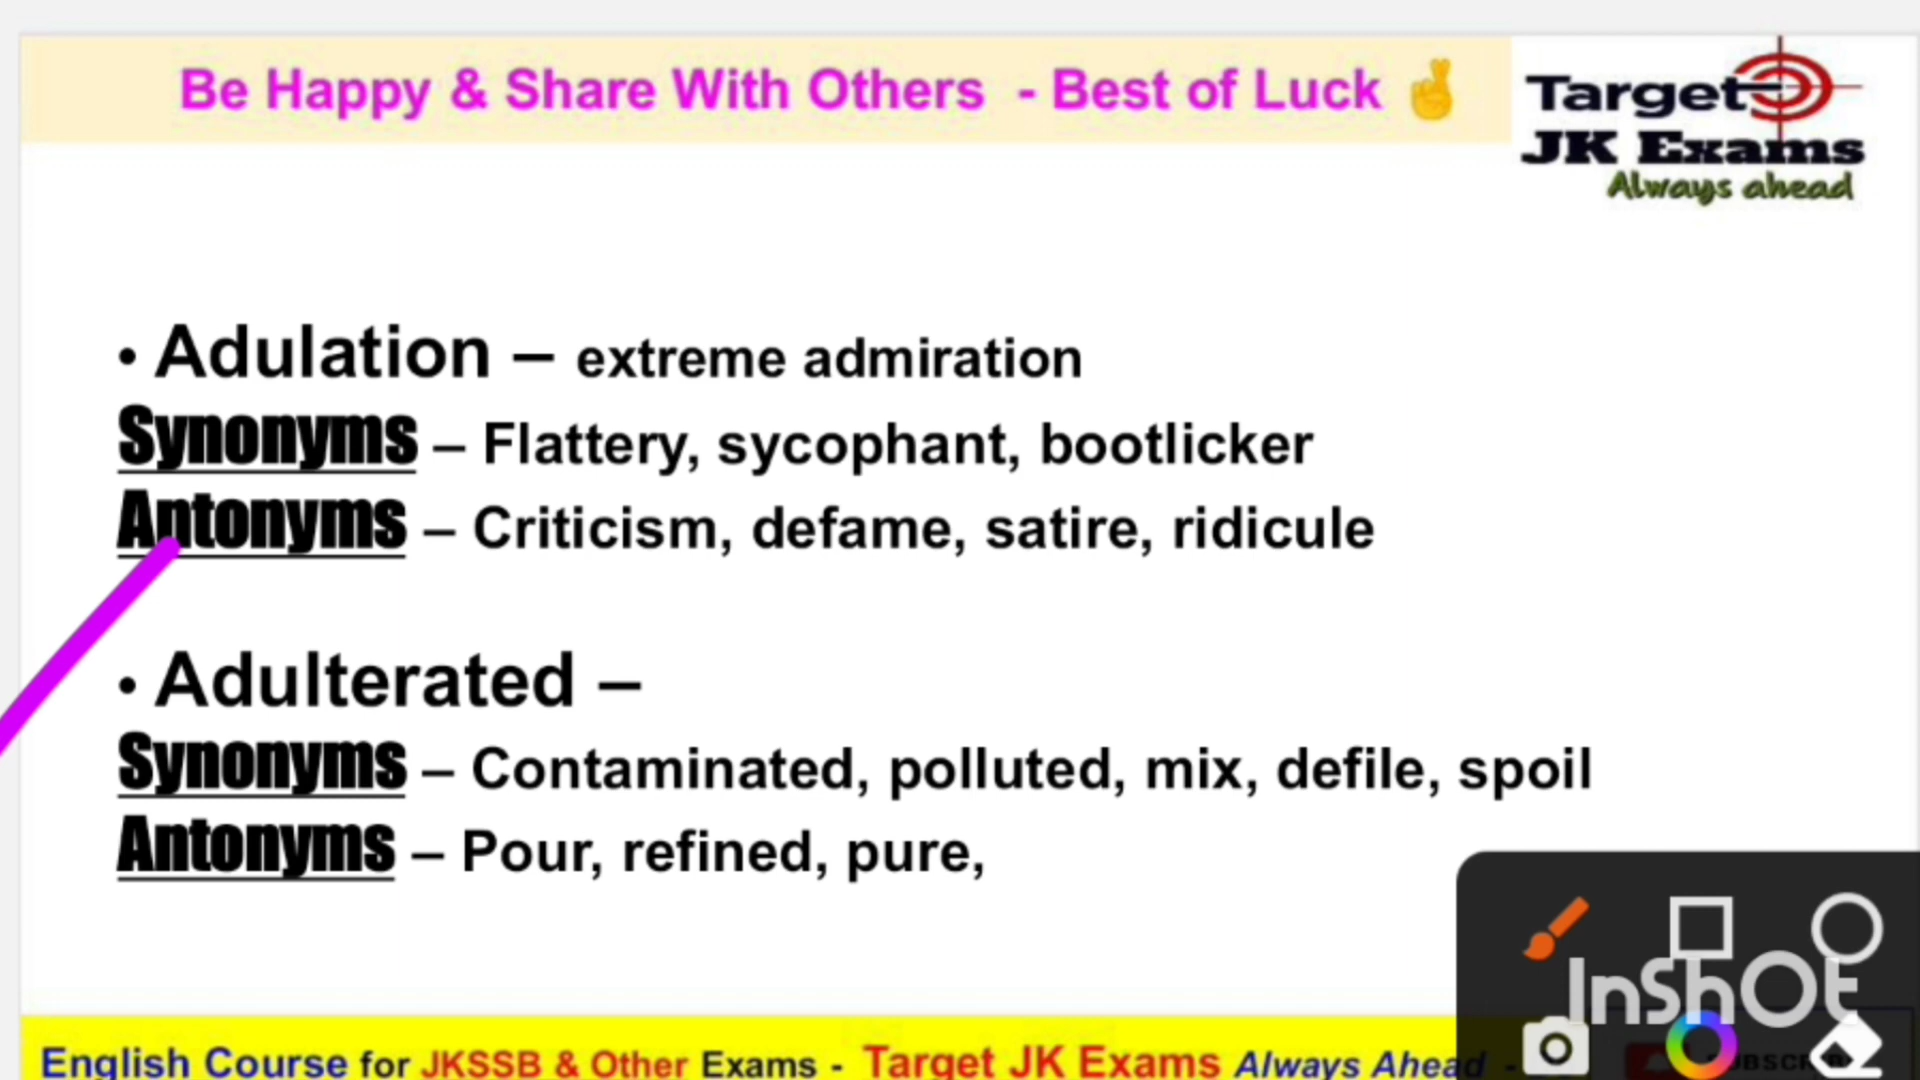 Be Happy & Share With Others - Best of Luck 🤞
Target
JK Exams
Always ahead
• Adulation – extreme admiration
Synonyms – Flattery, sycophant, bootlicker
Antonyms – Criticism, defame, satire, ridicule
• Adulterated –
Synonyms – Contaminated, polluted, mix, defile, spoil
Antonyms – Pour, refined, pure,
InShOt
English Course for JKSSB & Other Exams - Target JK Exams Always Ahead -